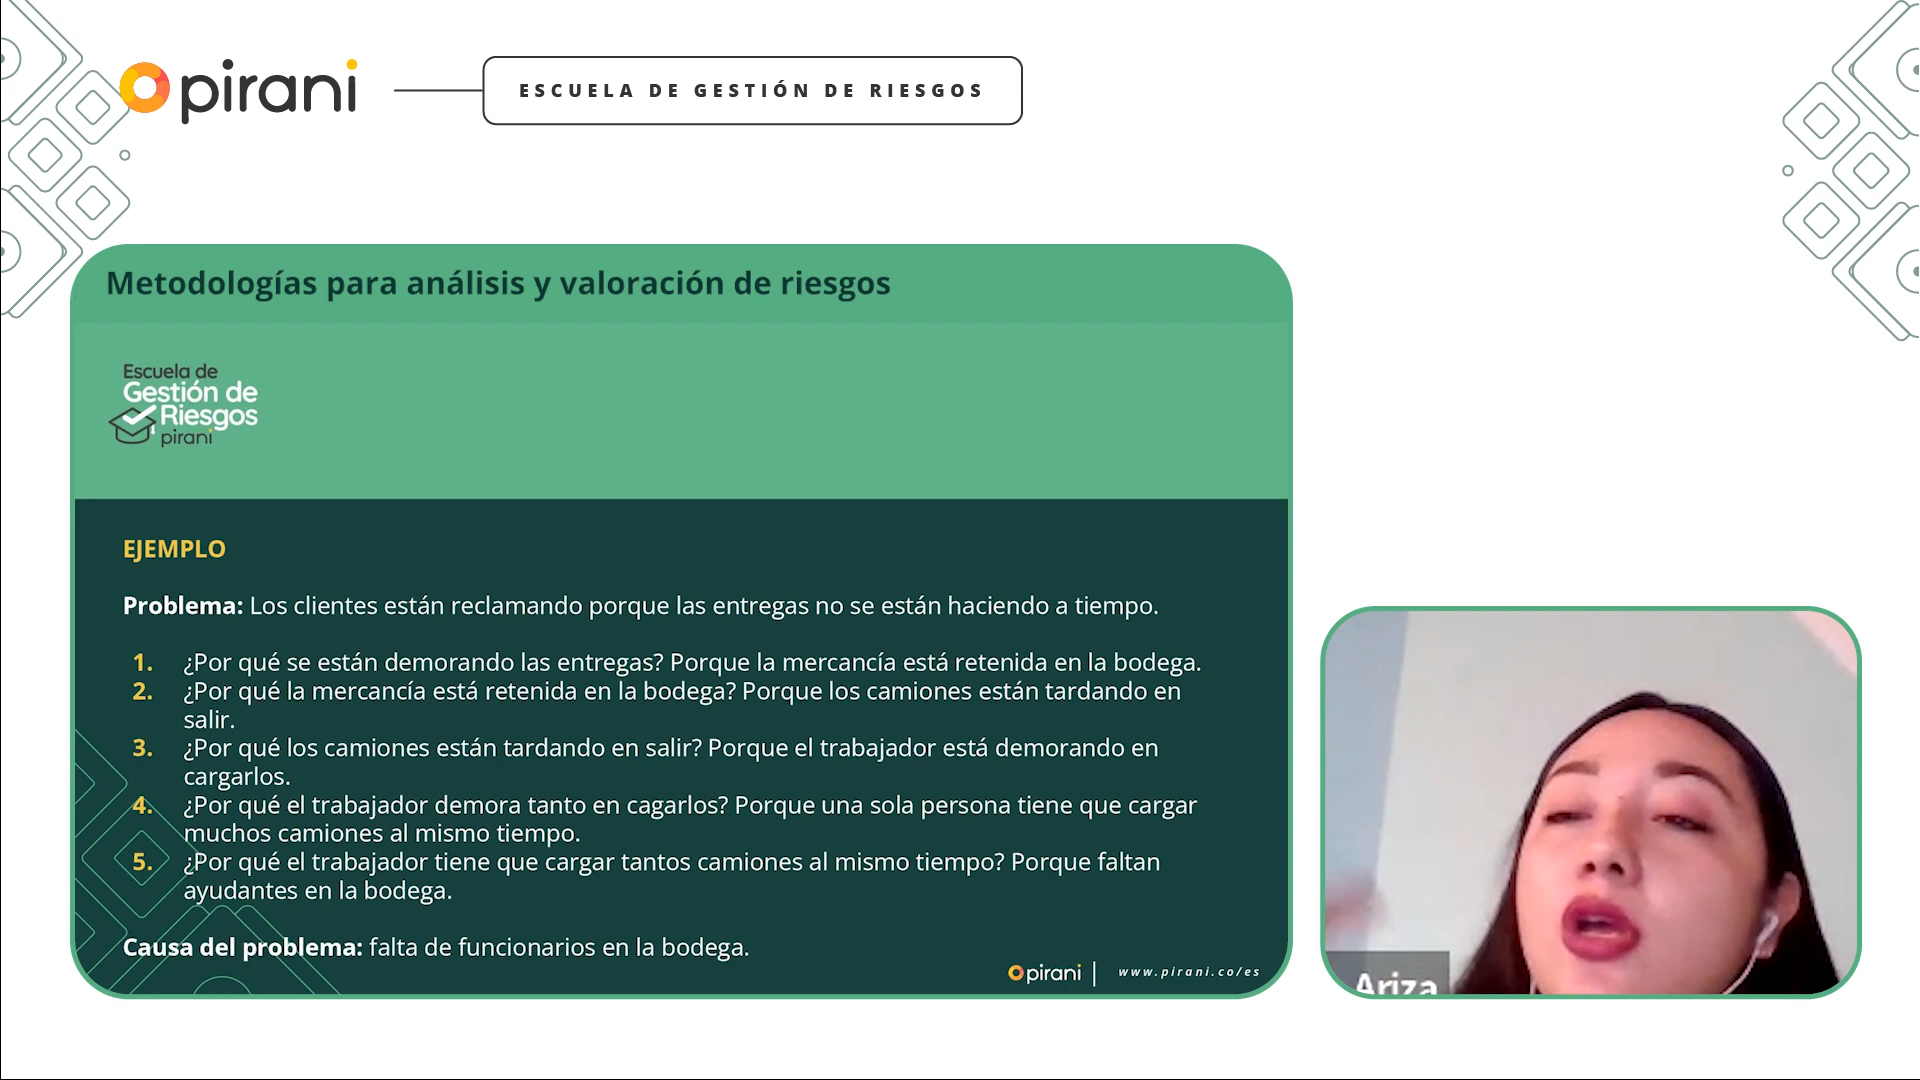 pirani
ESCUELA DE GESTIÓN DE RIESGOS
Metodologías para análisis y valoración de riesgos
Escuela de
Gestión de
Riesgos
pirani
EJEMPLO
Problema: Los clientes están reclamando porque las entregas no se están haciendo a tiempo.
1. ¿Por qué se están demorando las entregas? Porque la mercancía está retenida en la bodega.
2. ¿Por qué la mercancía está retenida en la bodega? Porque los camiones están tardando en
salir.
3. ¿Por qué los camiones están tardando en salir? Porque el trabajador está demorando en
cargarlos.
4. ¿Por qué el trabajador demora tanto en cagarlos? Porque una sola persona tiene que cargar
muchos camiones al mismo tiempo.
5. ¿Por qué el trabajador tiene que cargar tantos camiones al mismo tiempo? Porque faltan
ayudantes en la bodega.
Causa del problema: falta de funcionarios en la bodega.
pirani | www.pirani.co/es
Ariza